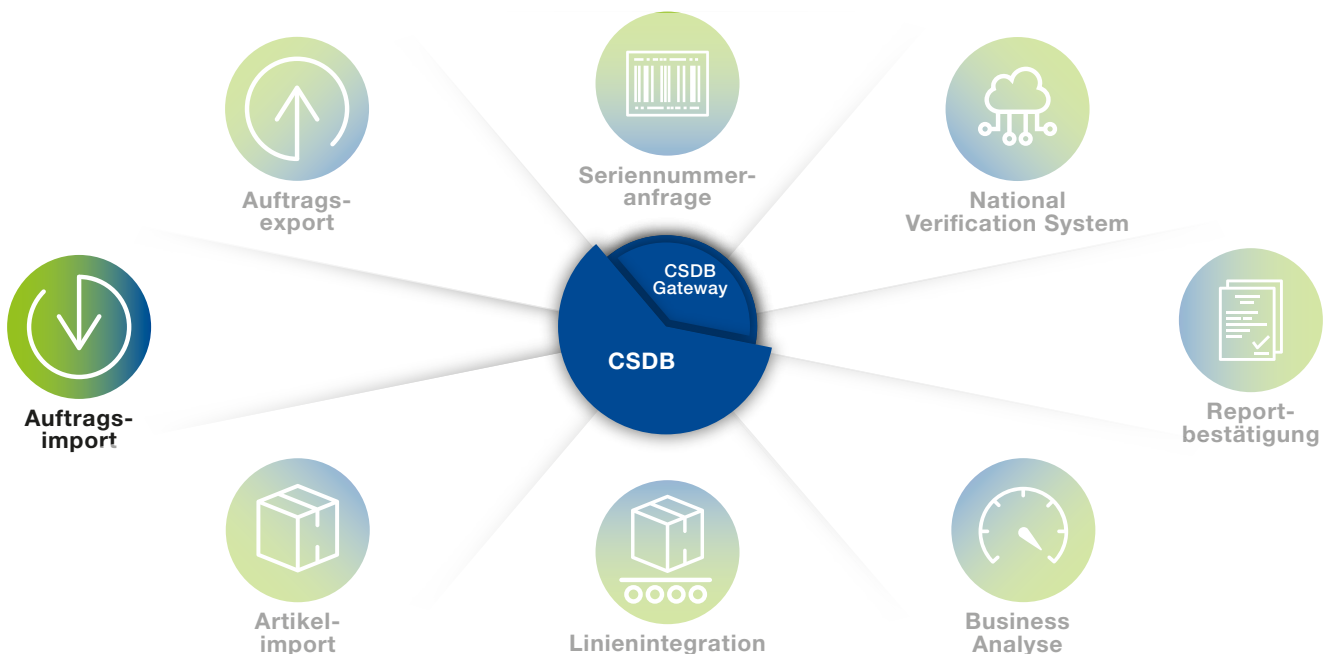 Seriennummer-
anfrage
Auftrags-
export
National
Verification System
CSDB
Gateway
CSDB
Auftrags-
import
Report-
bestätigung
Artikel-
import
Linienintegration
Business
Analyse